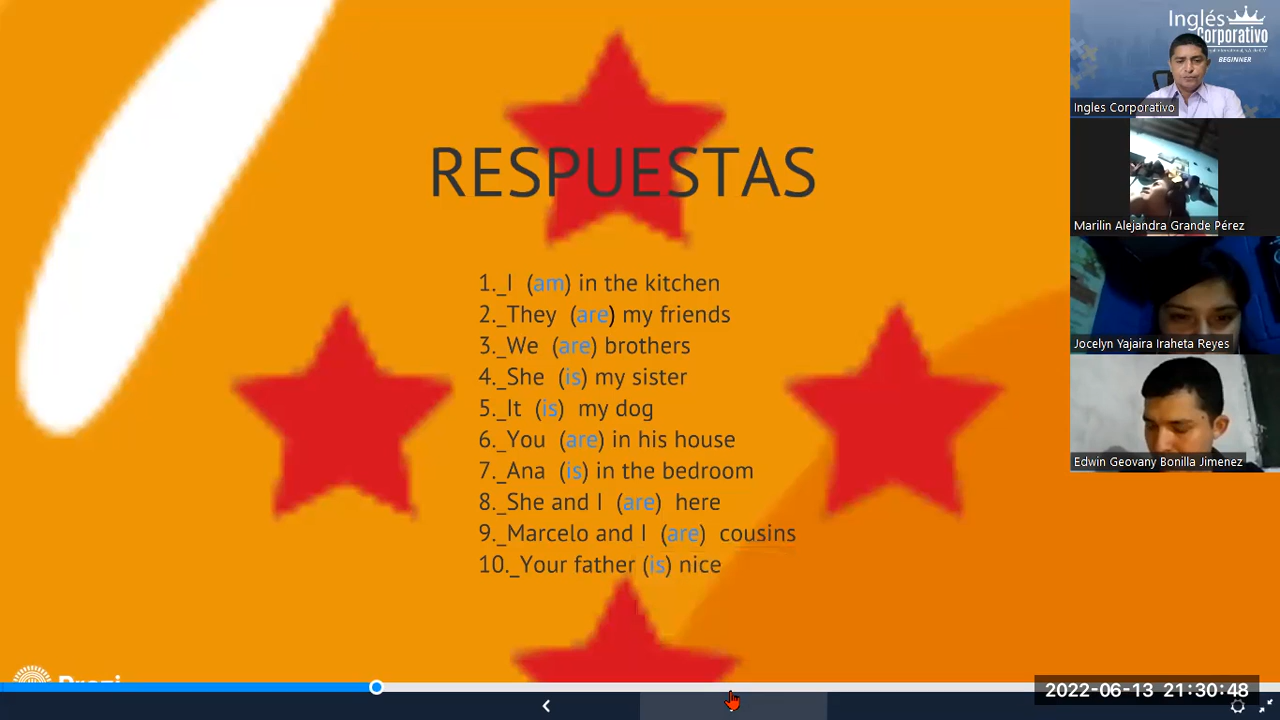 RESPUESTAS
1._I (am) in the kitchen
2._They (are) my friends
3._We (are) brothers
4._She (is) my sister
5._It (is) my dog
6._You (are) in his house
7._Ana (is) in the bedroom
8._She and I (are) here
9._Marcelo and I (are) cousins
10._Your father (is) nice
Prezi
Inglés
Corporativo
BEGINNER
Ingles Corporativo
Marilin Alejandra Grande Pérez
Jocelyn Yajaira Iraheta Reyes
Edwin Geovany Bonilla Jimenez
2022-06-13 21:30:48